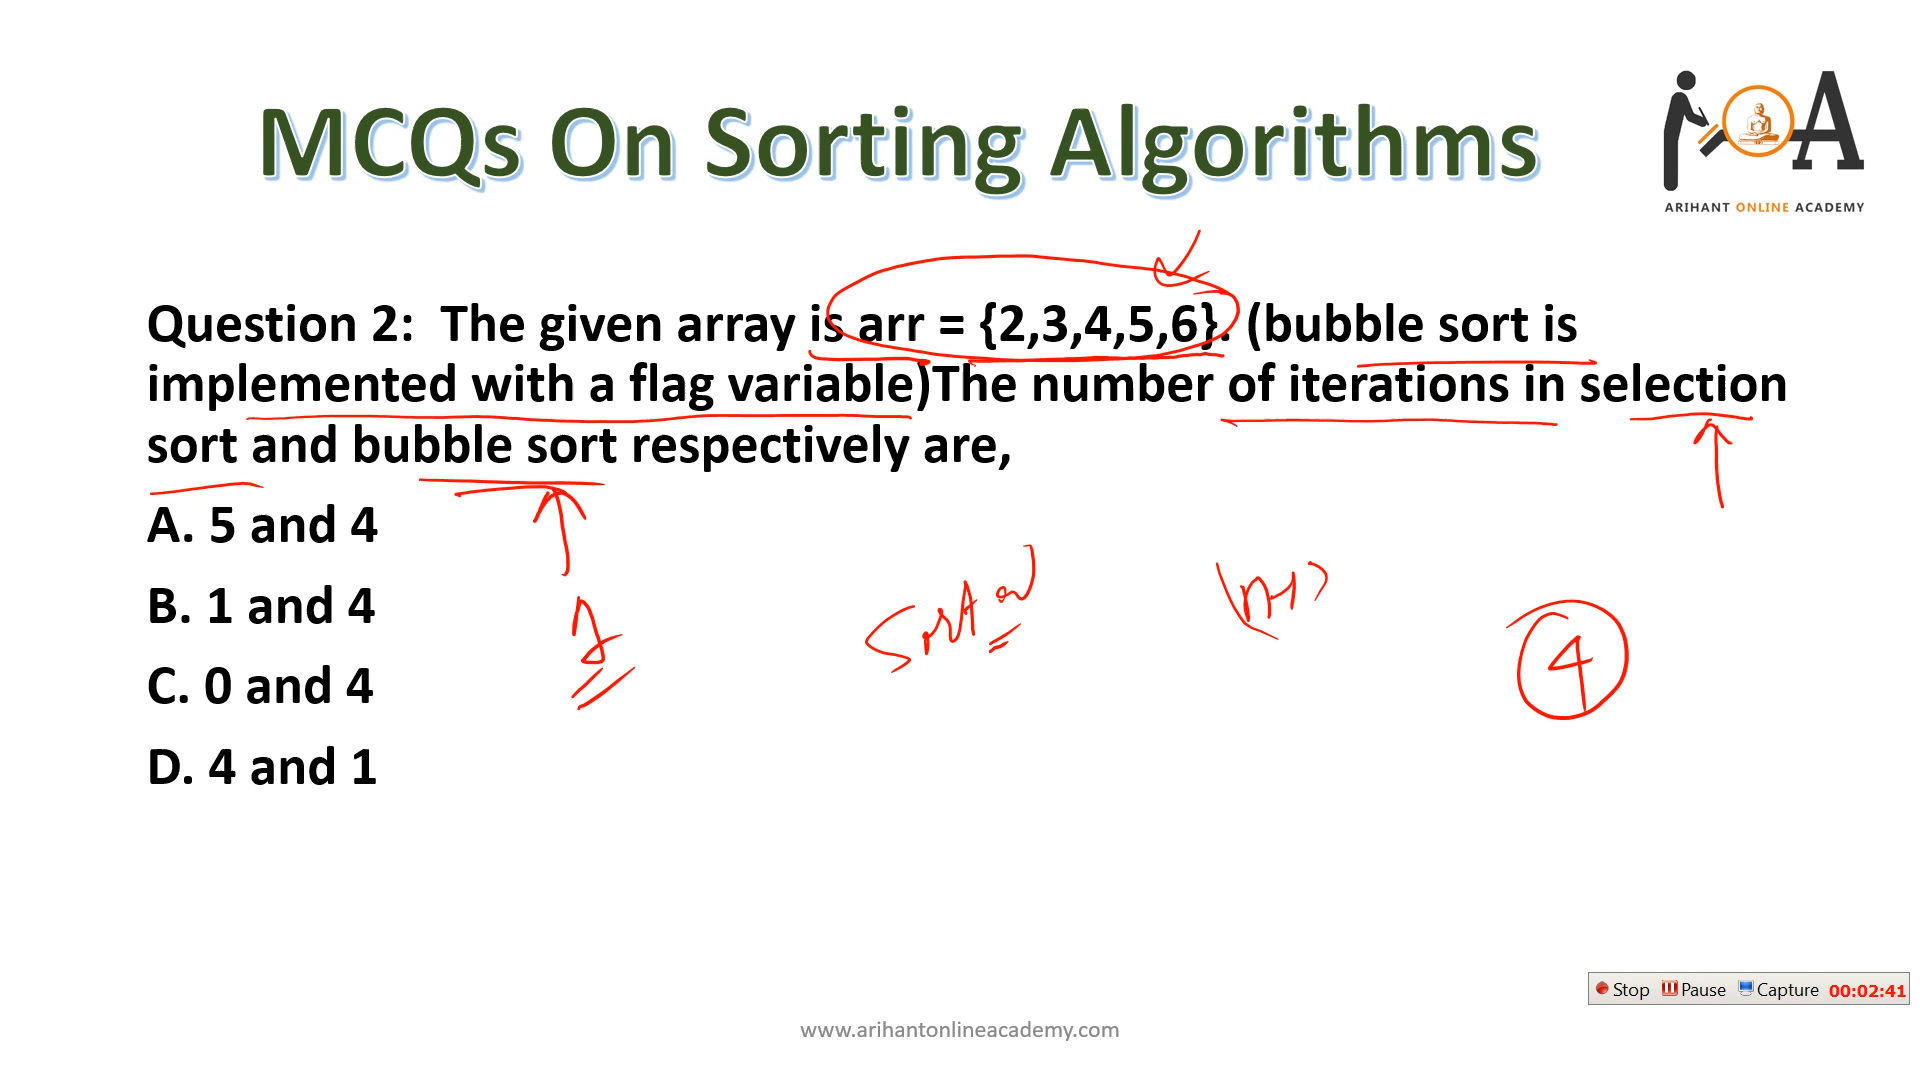 MCQs On Sorting Algorithms
ARIHANT ONLINE ACADEMY
Question 2: The given array is arr = {2,3,4,5,6}. (bubble sort is
implemented with a flag variable)The number of iterations in selection
sort and bubble sort respectively are,
A. 5 and 4
B. 1 and 4
C. 0 and 4
D. 4 and 1
4
Stop Pause Capture 00:02:41
www.arihantonlineacademy.com